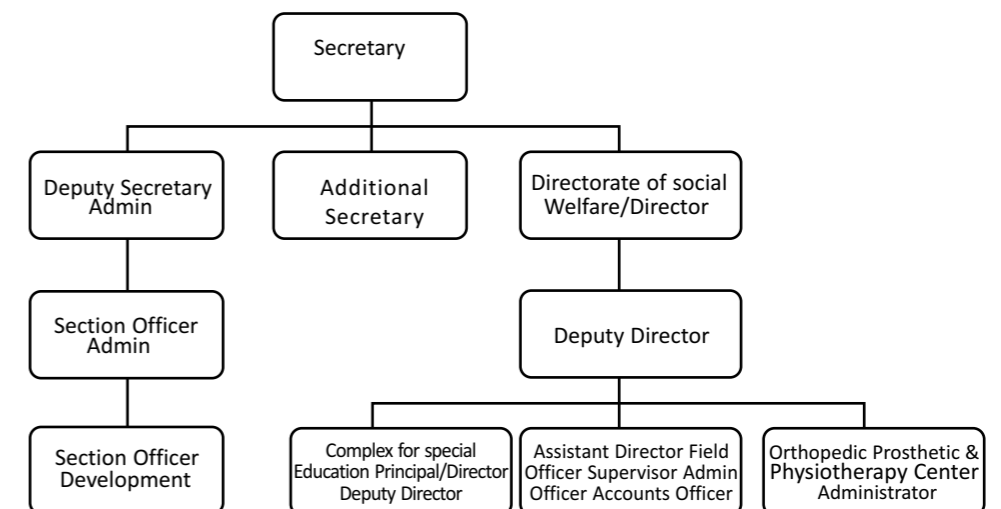 Secretary
Deputy Secretary
Admin
Additional
Secretary
Directorate of social
Welfare/Director
Section Officer
Admin
Deputy Director
Section Officer
Development
Complex for special
Education Principal/Director
Deputy Director
Assistant Director Field
Officer Supervisor Admin
Officer Accounts Officer
Orthopedic Prosthetic &
Physiotherapy Center
Administrator